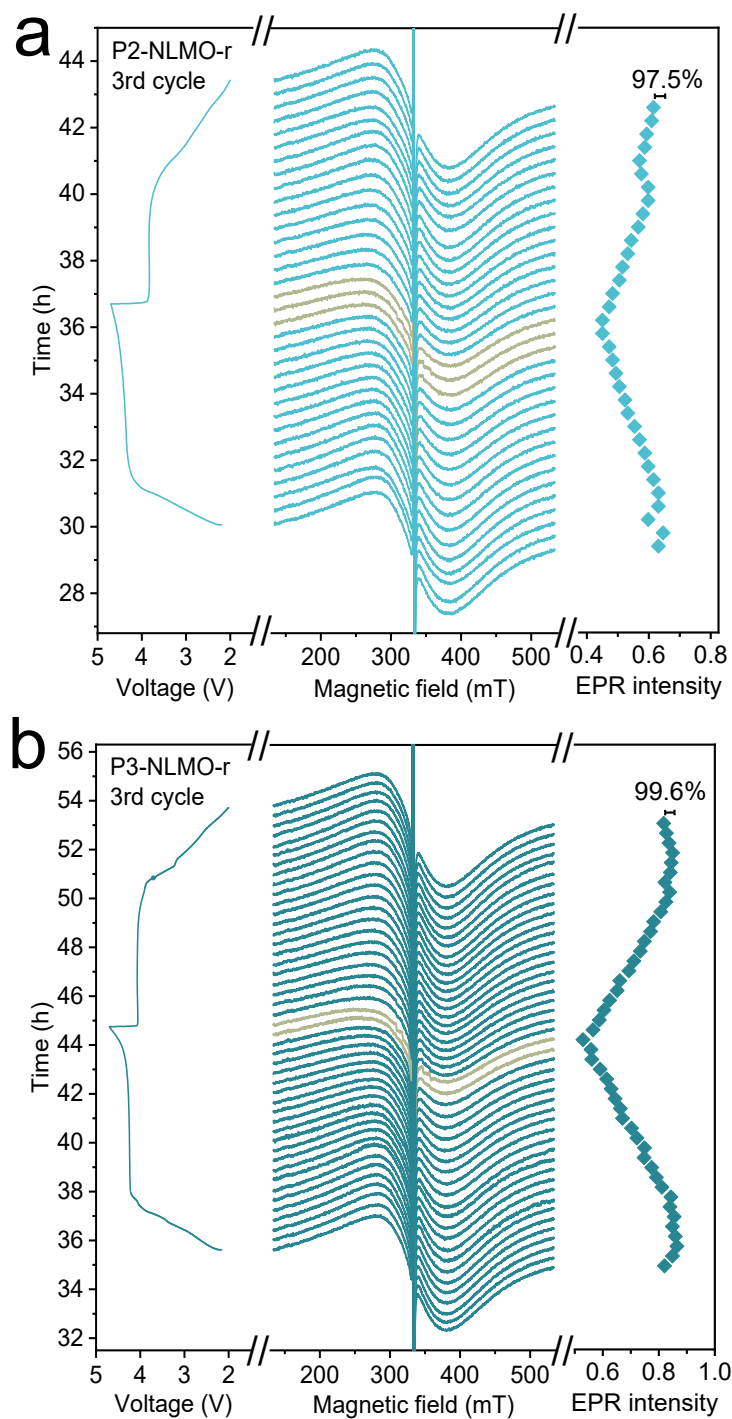 a
P2-NLMO-r
3rd cycle
97.5%
Time (h)
44
42
40
38
36
34
32
30
28
5 4 3 2 200 300 400 500 0.4 0.6 0.8
Voltage (V) Magnetic field (mT) EPR intensity
b
P3-NLMO-r
3rd cycle
99.6%
Time (h)
56
54
52
50
48
46
44
42
40
38
36
34
32
5 4 3 2 200 300 400 500 0.6 0.8 1.0
Voltage (V) Magnetic field (mT) EPR intensity